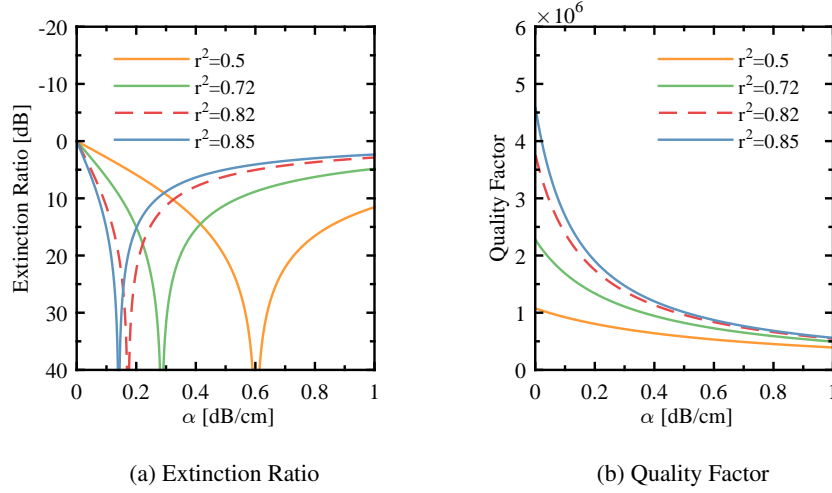 -20
-10
0
10
20
30
40
Extinction Ratio [dB]
r²=0.5
r²=0.72
r²=0.82
r²=0.85
0 0.2 0.4 0.6 0.8 1
α [dB/cm]
(a) Extinction Ratio
×10⁶
6
5
4
3
2
1
0
Quality Factor
r²=0.5
r²=0.72
r²=0.82
r²=0.85
0 0.2 0.4 0.6 0.8 1
α [dB/cm]
(b) Quality Factor